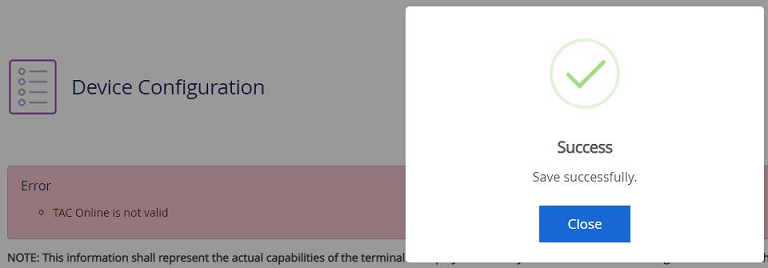 Device Configuration
Error
TAC Online is not valid
NOTE: This information shall represent the actual capabilities of the terminal
Success
Save successfully.
Close